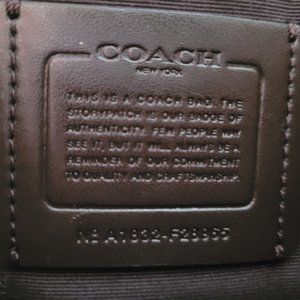 COACH
NEW YORK
THIS IS A COACH BAG. THE
STORYPATCH IS OUR BADGE OF
AUTHENTICITY. FEW PEOPLE MAY
SEE IT, BUT IT WILL ALWAYS BE A
REMINDER OF OUR COMMITMENT
TO QUALITY AND CRAFTSMANSHIP.
Nº A1832-F28965